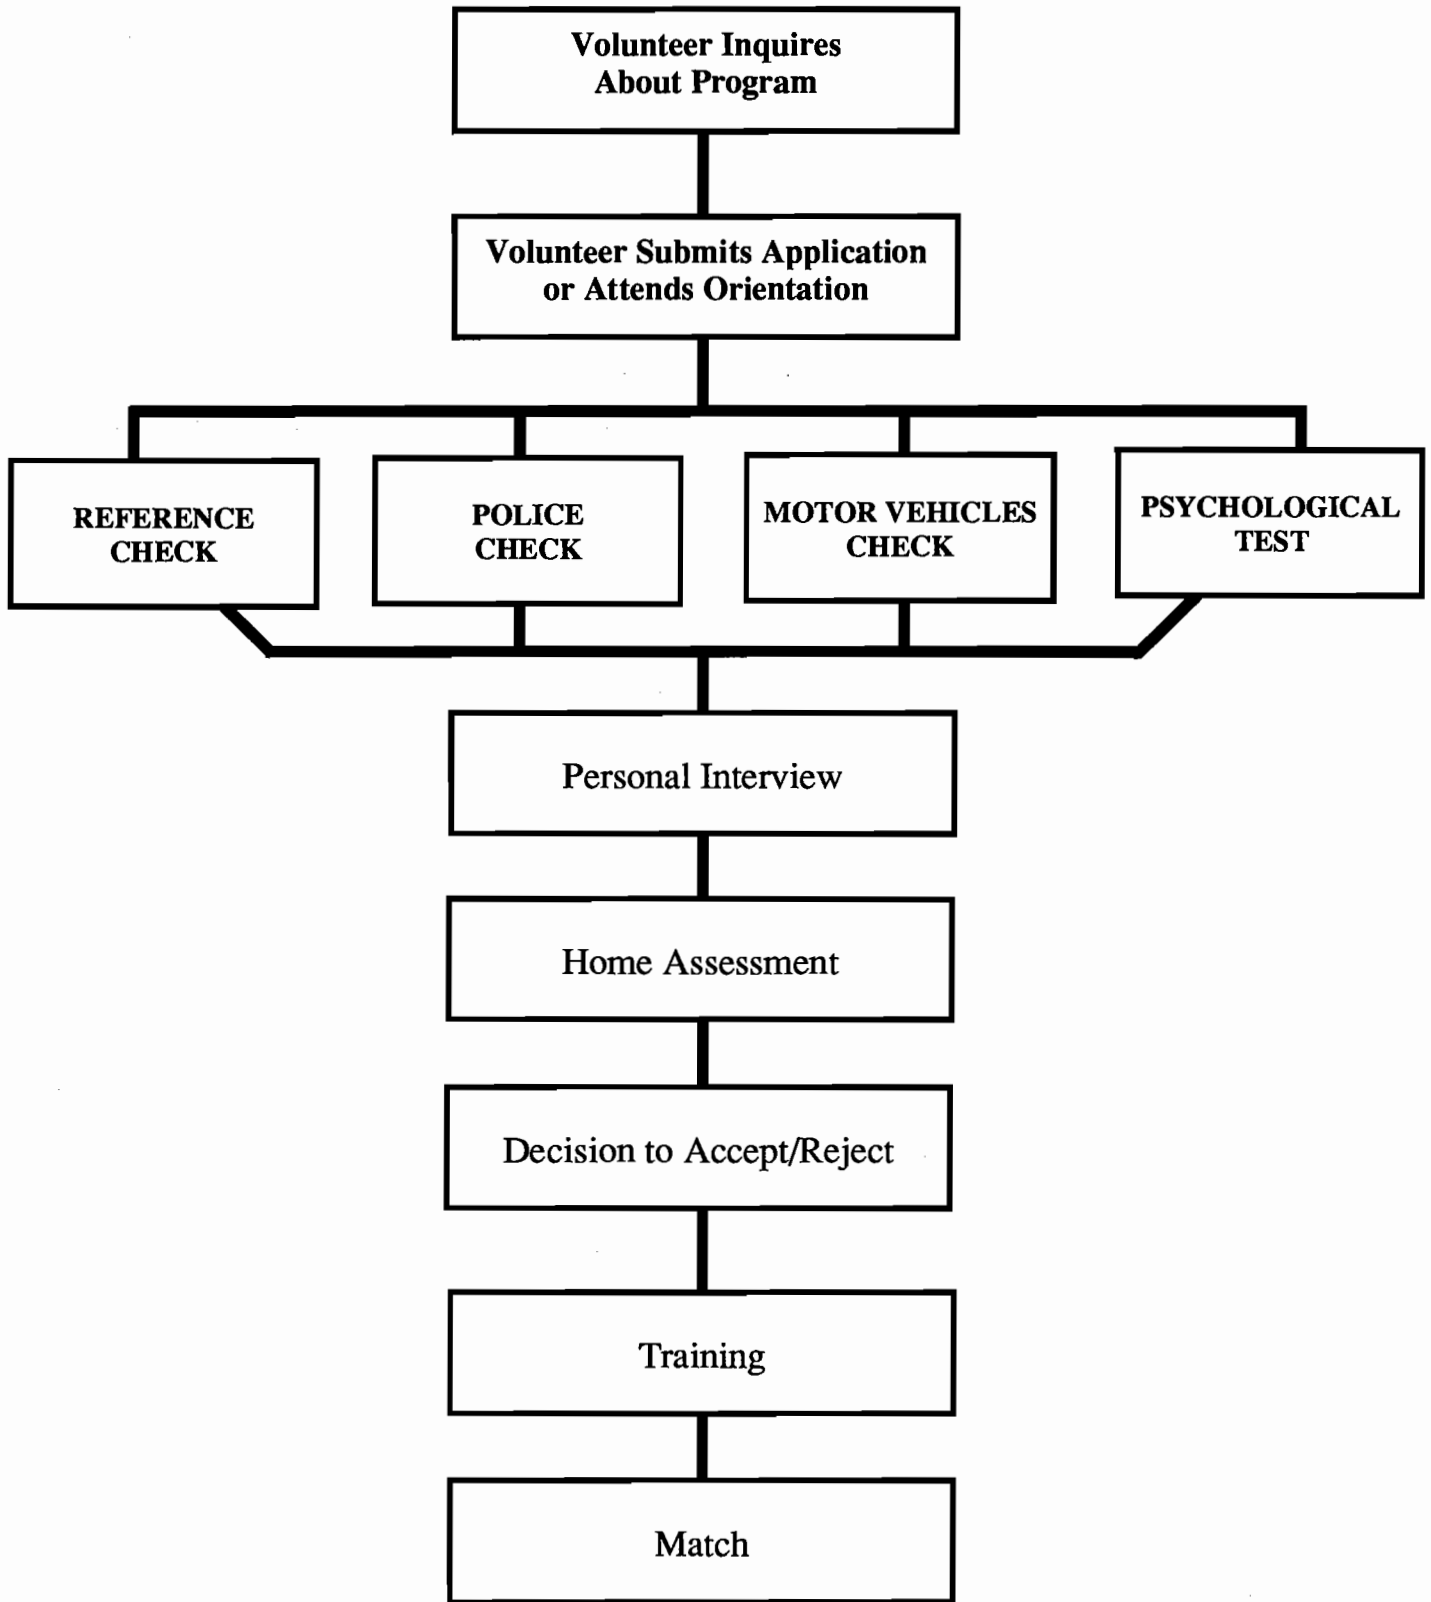 Volunteer Inquires
About Program
Volunteer Submits Application
or Attends Orientation
REFERENCE
CHECK
POLICE
CHECK
MOTOR VEHICLES
CHECK
PSYCHOLOGICAL
TEST
Personal Interview
Home Assessment
Decision to Accept/Reject
Training
Match